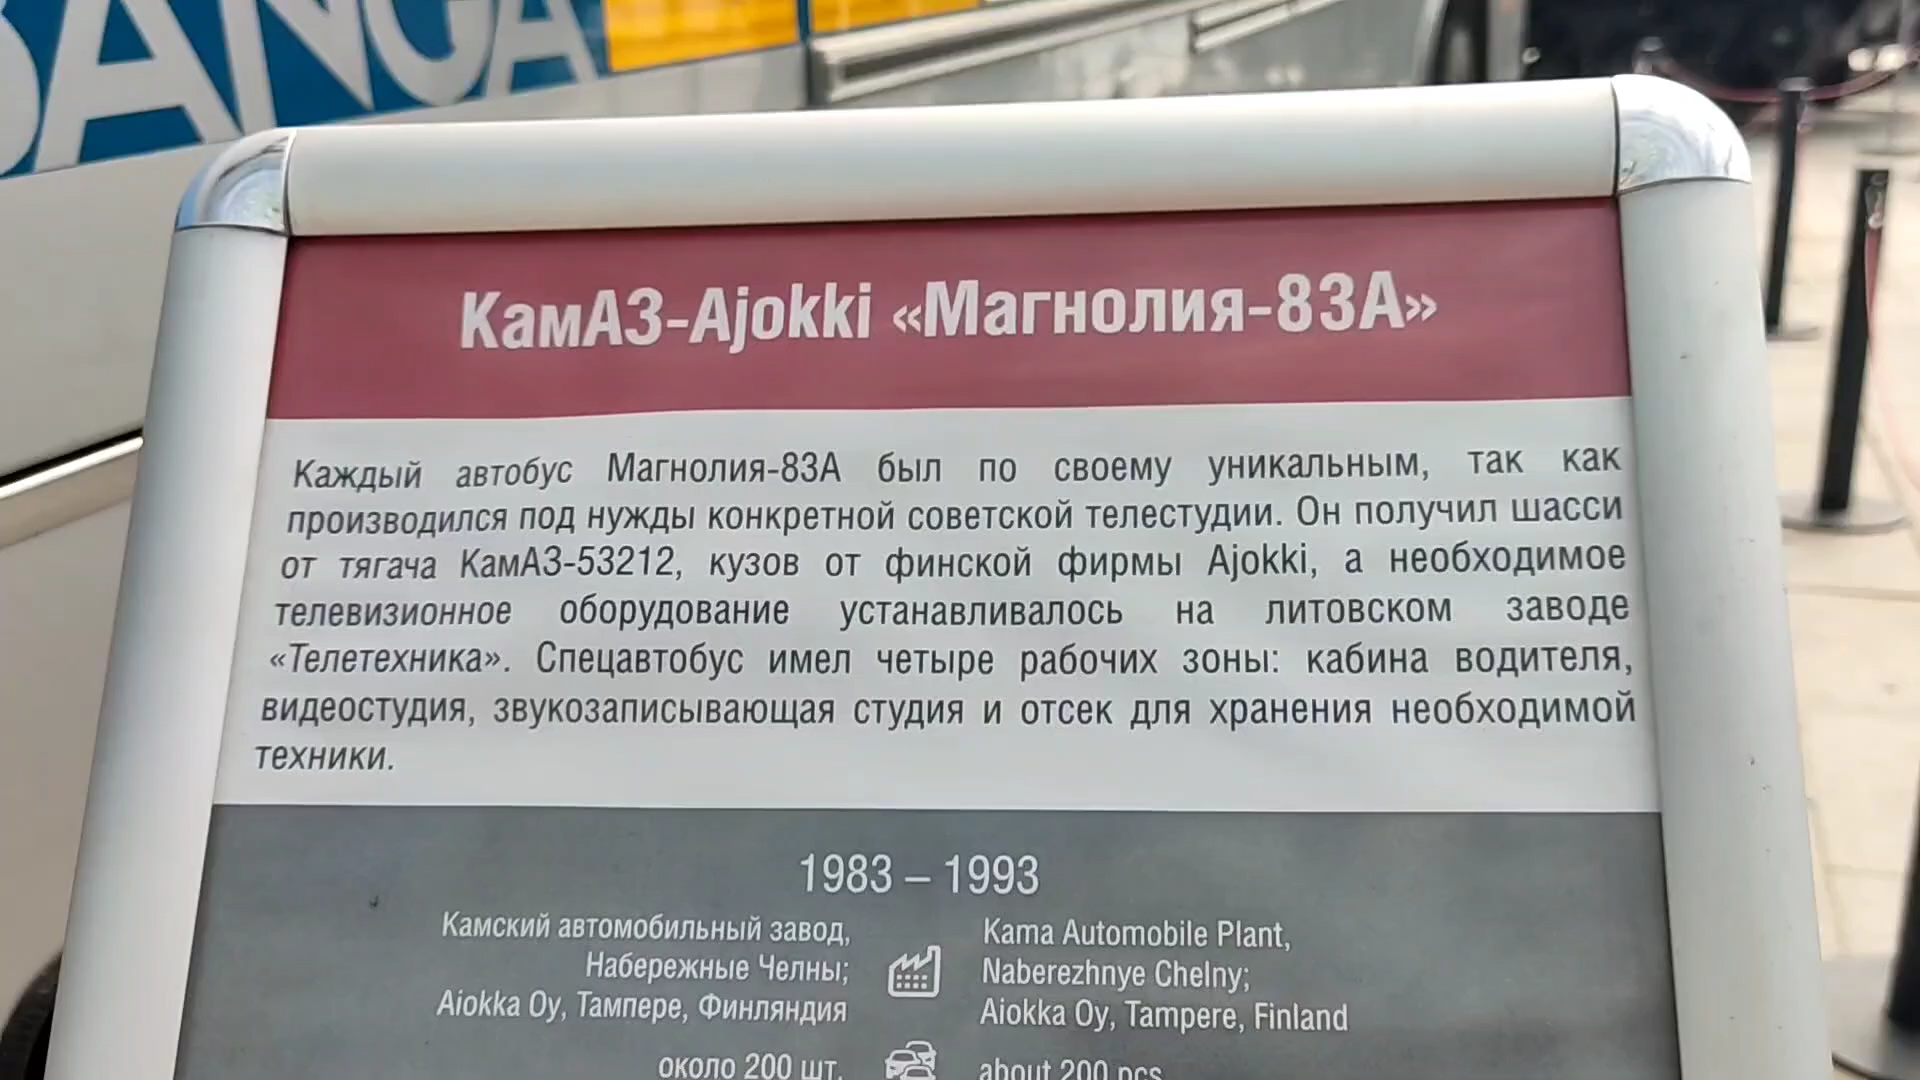 BANGA
КамАЗ-Ajokki «Магнолия-83А»
Каждый автобус Магнолия-83А был по своему уникальным, так как
производился под нужды конкретной советской телестудии. Он получил шасси
от тягача КамАЗ-53212, кузов от финской фирмы Ajokki, а необходимое
телевизионное оборудование устанавливалось на литовском заводе
«Телетехника». Спецавтобус имел четыре рабочих зоны: кабина водителя,
видеостудия, звукозаписывающая студия и отсек для хранения необходимой
техники.
1983 – 1993
Камский автомобильный завод,
Набережные Челны;
Aiokka Oy, Тампере, Финляндия
Kama Automobile Plant,
Naberezhnye Chelny;
Aiokka Oy, Tampere, Finland
около 200 шт.
about 200 pcs